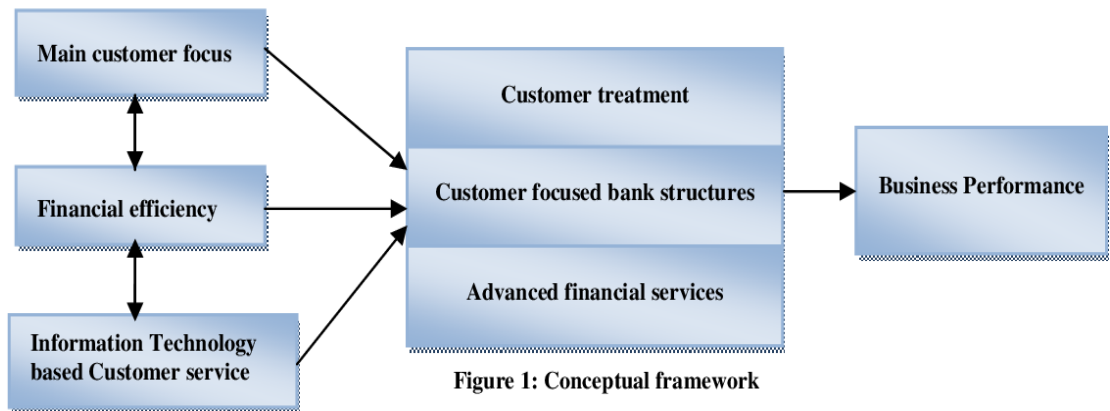 Main customer focus
Financial efficiency
Information Technology
based Customer service
Customer treatment
Customer focused bank structures
Advanced financial services
Business Performance
Figure 1: Conceptual framework